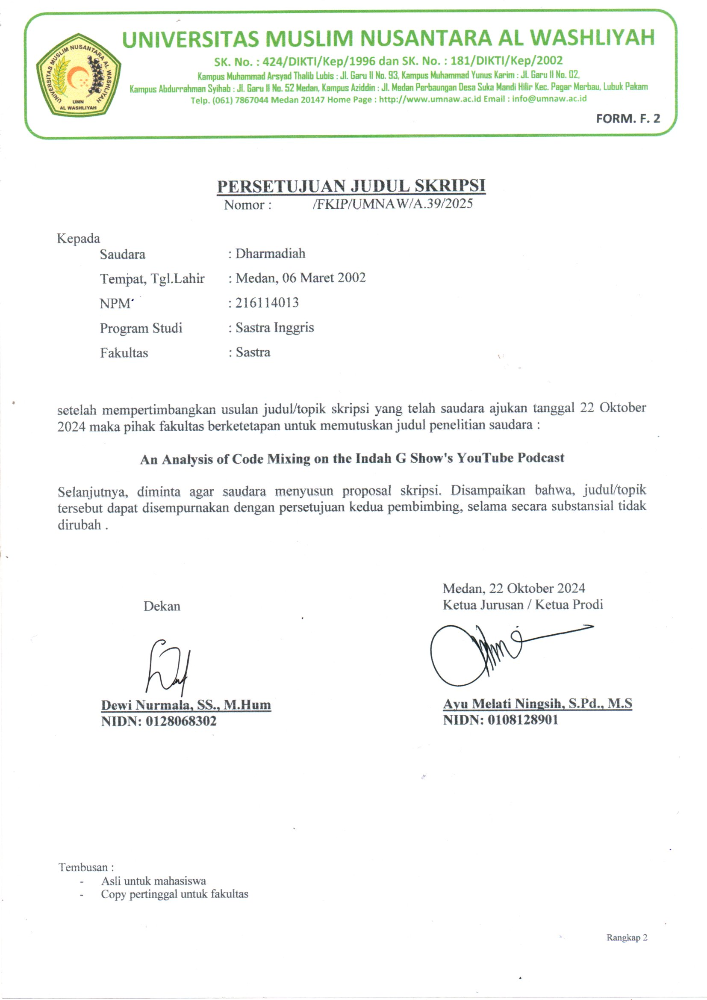 UNIVERSITAS MUSLIM NUSANTARA AL WASHLIYAH
UMN
AL WASHLIYAH
UNIVERSITAS MUSLIM NUSANTARA AL WASHLIYAH
SK. No. : 424/DIKTI/Kep/1996 dan SK. No. : 181/DIKTI/Kep/2002
Kampus Muhammad Arsyad Thalib Lubis : Jl. Garu II No. 93, Kampus Muhammad Yunus Karim : Jl. Garu II No. 02,
Kampus Abdurrahman Syihab : Jl. Garu II No. 52 Medan, Kampus Aziddin : Jl. Medan Perbaungan Desa Suka Mandi Hilir Kec. Pagar Merbau, Lubuk Pakam
Telp. (061) 7867044 Medan 20147 Home Page : http://www.umnaw.ac.id Email : info@umnaw.ac.id
FORM. F. 2
PERSETUJUAN JUDUL SKRIPSI
Nomor : /FKIP/UMNAW/A.39/2025
Kepada
Saudara : Dharmadiah
Tempat, Tgl.Lahir : Medan, 06 Maret 2002
NPM : 216114013
Program Studi : Sastra Inggris
Fakultas : Sastra
setelah mempertimbangkan usulan judul/topik skripsi yang telah saudara ajukan tanggal 22 Oktober
2024 maka pihak fakultas berketetapan untuk memutuskan judul penelitian saudara :
An Analysis of Code Mixing on the Indah G Show's YouTube Podcast
Selanjutnya, diminta agar saudara menyusun proposal skripsi. Disampaikan bahwa, judul/topik
tersebut dapat disempurnakan dengan persetujuan kedua pembimbing, selama secara substansial tidak
dirubah .
Medan, 22 Oktober 2024
Dekan
Ketua Jurusan / Ketua Prodi
Dewi Nurmala, SS., M.Hum
NIDN: 0128068302
Ayu Melati Ningsih, S.Pd., M.S
NIDN: 0108128901
Tembusan :
- Asli untuk mahasiswa
- Copy pertinggal untuk fakultas
Rangkap 2